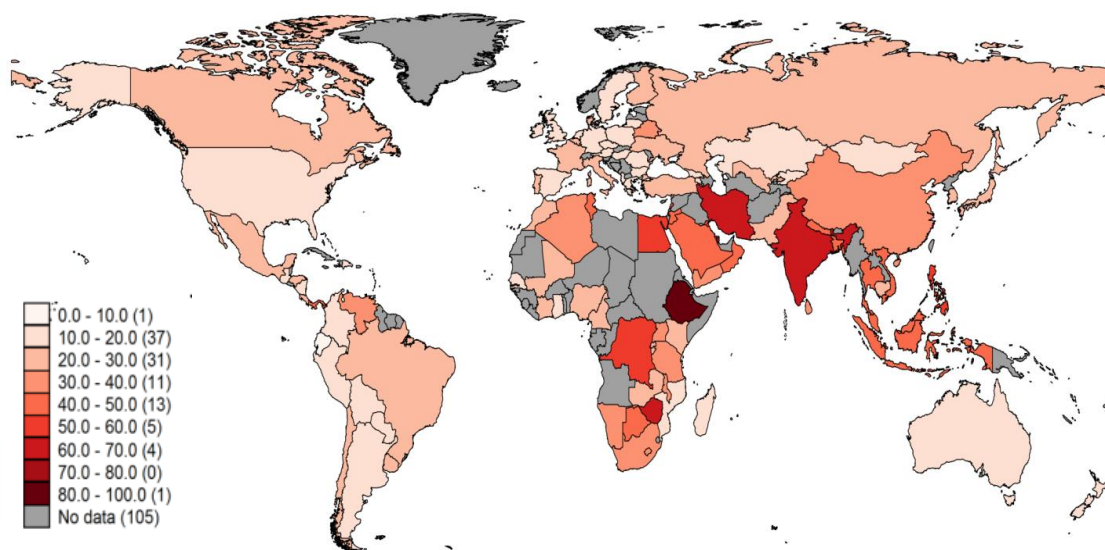 0.0 - 10.0 (1)
10.0 - 20.0 (37)
20.0 - 30.0 (31)
30.0 - 40.0 (11)
40.0 - 50.0 (13)
50.0 - 60.0 (5)
60.0 - 70.0 (4)
70.0 - 80.0 (0)
80.0 - 100.0 (1)
No data (105)